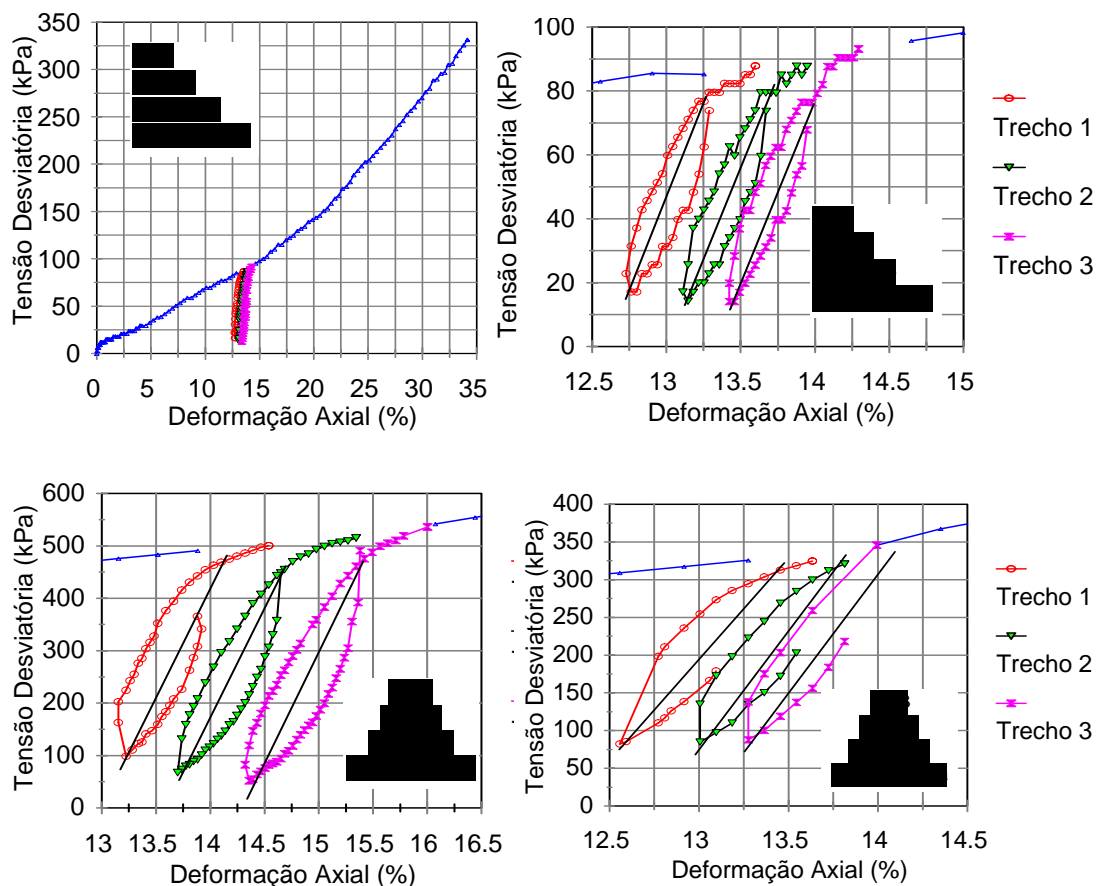 350
300
250
200
150
100
50
0
Tensão Desviatória (kPa)
0 5 10 15 20 25 30 35
Deformação Axial (%)
100
80
60
40
20
0
Tensão Desviatória (kPa)
12.5 13 13.5 14 14.5 15
Deformação Axial (%)
Trecho 1
Trecho 2
Trecho 3
600
500
400
300
200
100
0
Tensão Desviatória (kPa)
13 13.5 14 14.5 15 15.5 16 16.5
Deformação Axial (%)
400
350
300
250
200
150
100
50
0
Tensão Desviatória (kPa)
12.5 13 13.5 14 14.5
Deformação Axial (%)
Trecho 1
Trecho 2
Trecho 3